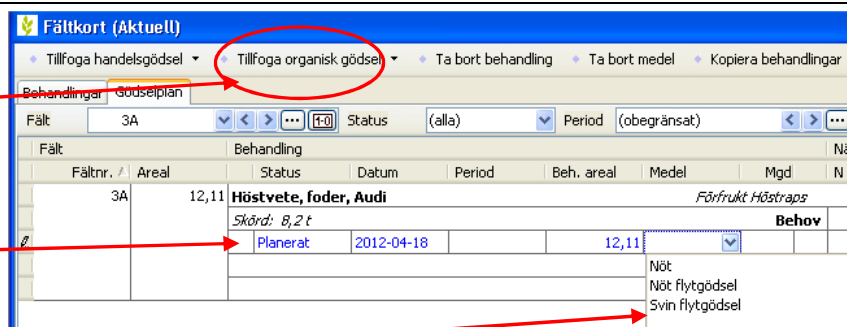 Fältkort (Aktuell)
Tillfoga handelsgödsel Tillfoga organisk gödsel Ta bort behandling Ta bort medel Kopiera behandlingar
Behandlingar Gödselplan
Fält 3A 1-0 Status (alla) Period (obegränsat)
Fält Behandling Nä
Fältnr. Areal Status Datum Period Beh. areal Medel Mgd N
3A 12,11 Höstvete, foder, Audi Förfrukt Höstraps
Skörd: 8,2 t Behov
Planerat 2012-04-18 12,11
Nöt
Nöt flytgödsel
Svin flytgödsel